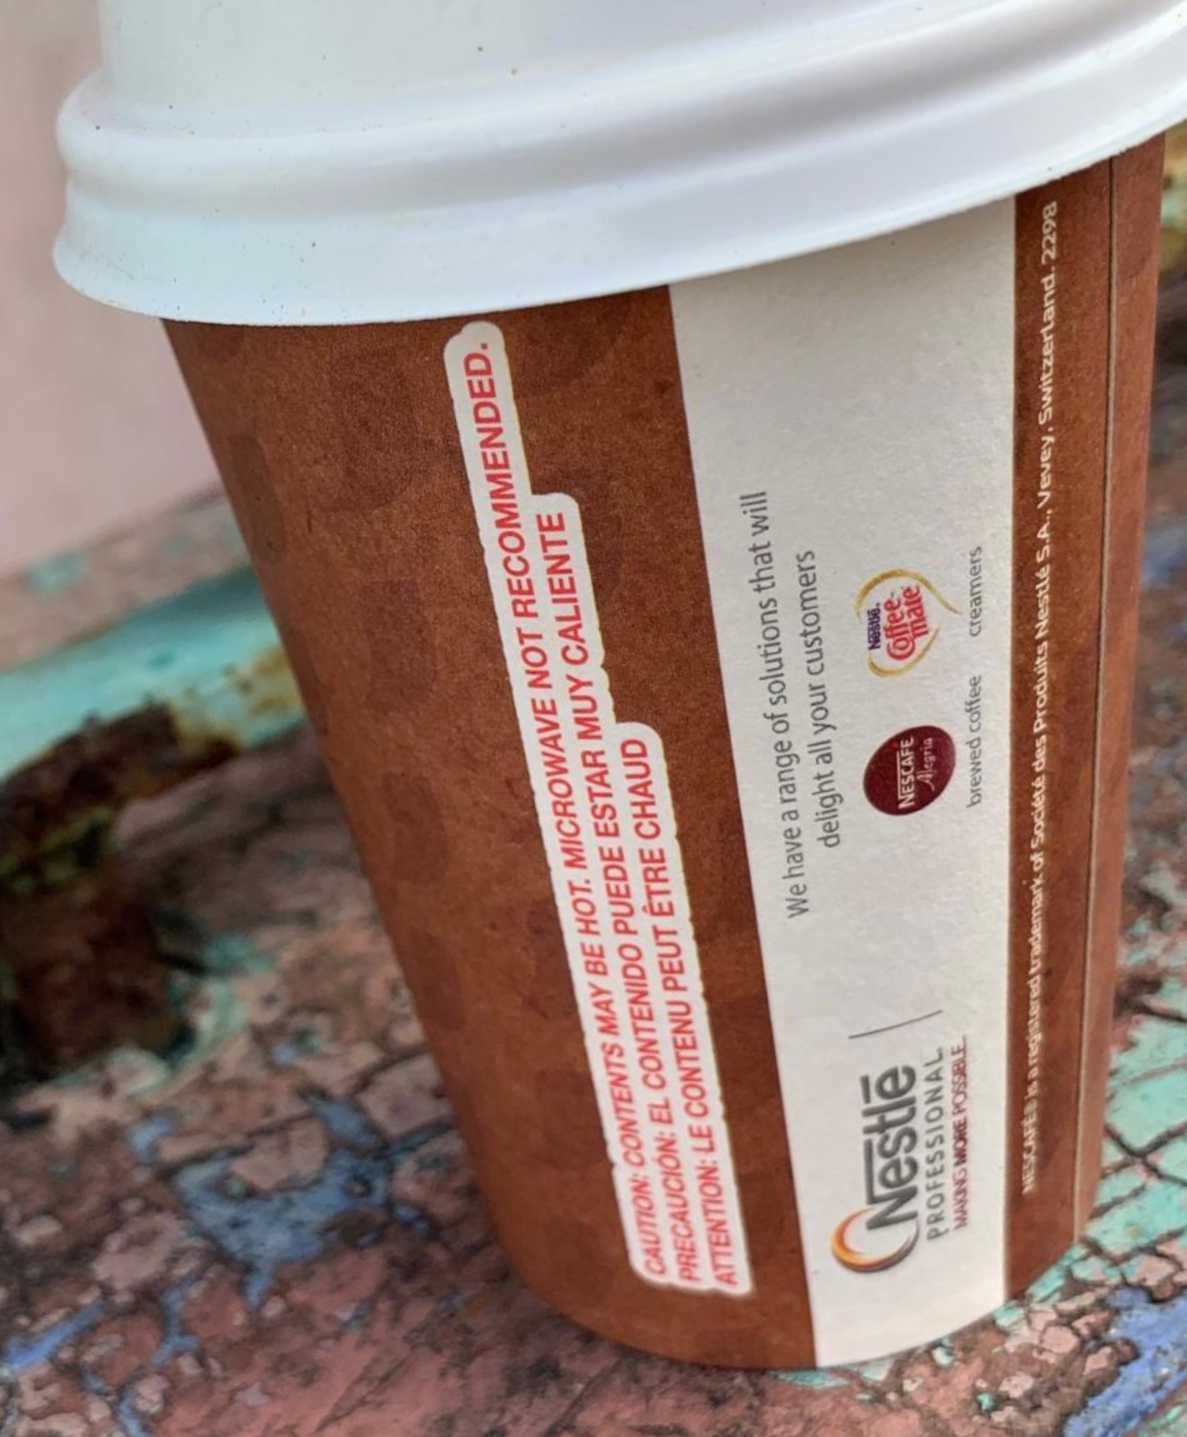 CAUTION: CONTENTS MAY BE HOT. MICROWAVE NOT RECOMMENDED.
PRECAUCIÓN: EL CONTENIDO PUEDE ESTAR MUY CALIENTE
ATTENTION: LE CONTENU PEUT ÊTRE CHAUD
We have a range of solutions that will
delight all your customers
Nestlé
PROFESSIONAL.
MAKING MORE POSSIBLE
NESCAFÉ
Alegria
brewed coffee
Nestlé.
Coffee-
mate
creamers
NESCAFÉ® is a registered trademark of Société des Produits Nestlé S.A., Vevey, Switzerland. 2298